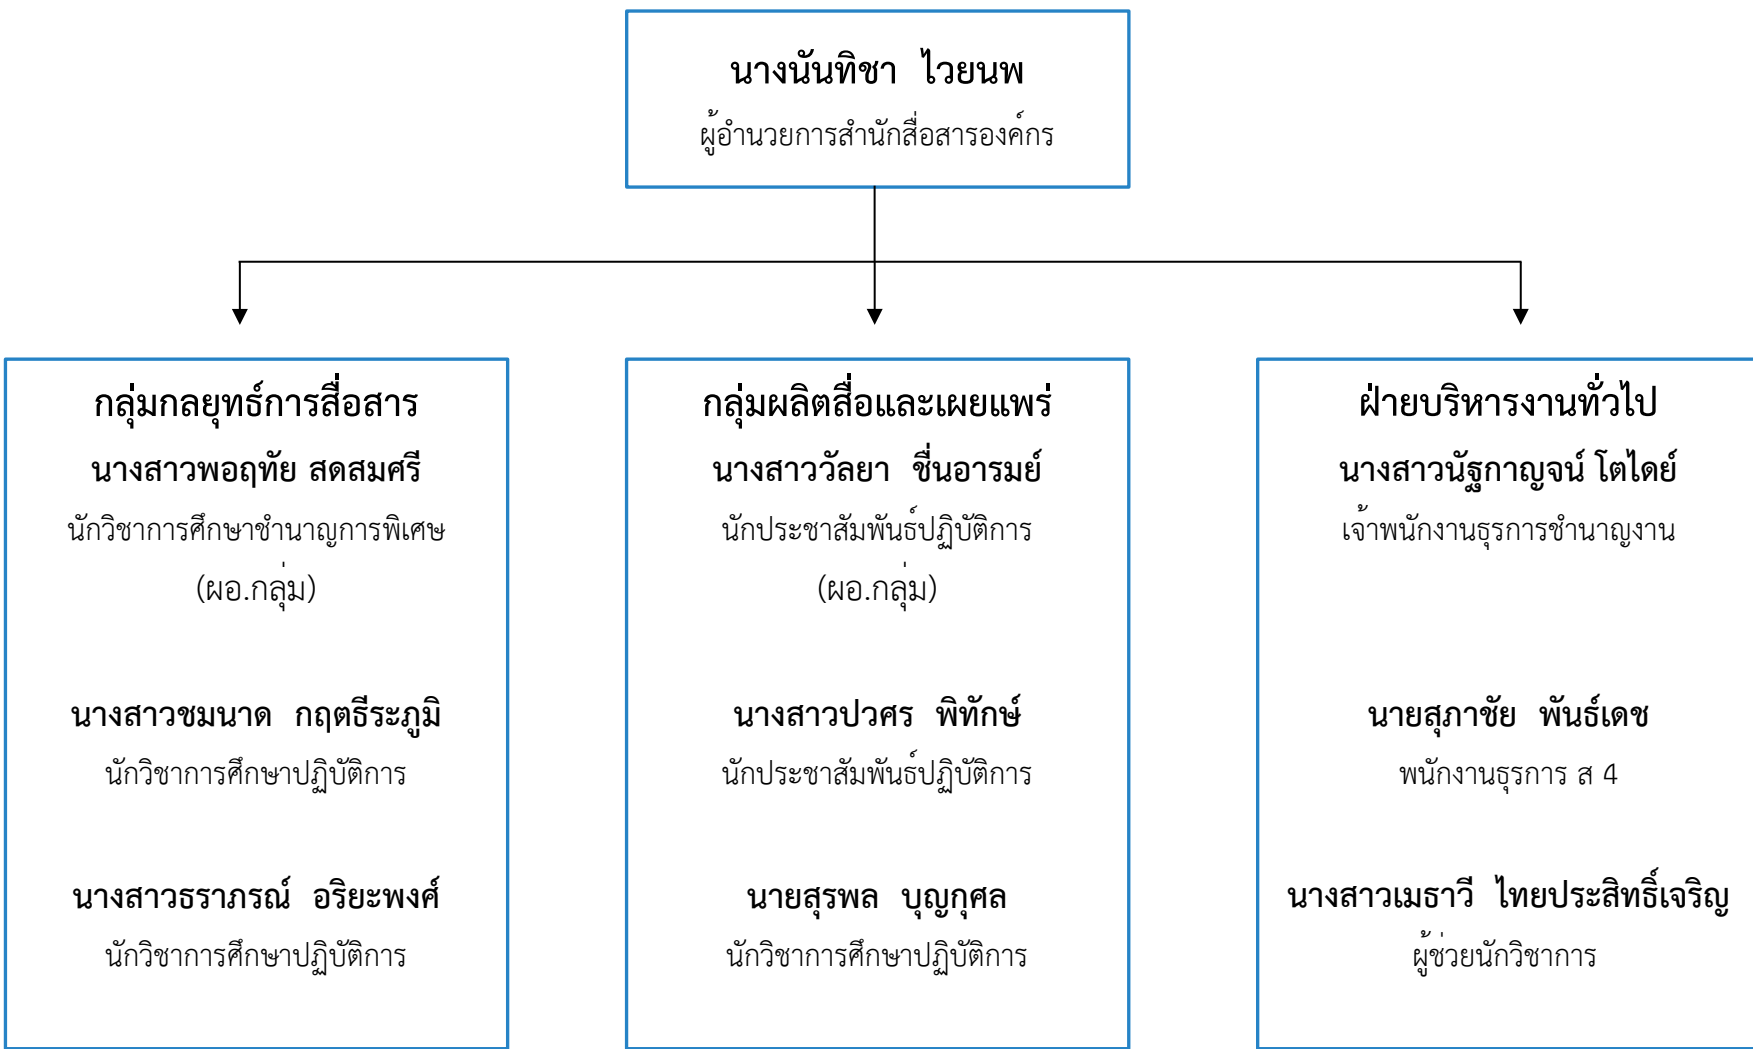 นางนันทิชา ไวยนพ
ผู้อำนวยการสำนักสื่อสารองค์กร
กลุ่มกลยุทธ์การสื่อสาร
นางสาวพอฤทัย สดสมศรี
นักวิชาการศึกษาชำนาญการพิเศษ
(ผอ.กลุ่ม)
นางสาวชมนาด กฤตธีระภูมิ
นักวิชาการศึกษาปฏิบัติการ
นางสาวธราภรณ์ อริยะพงศ์
นักวิชาการศึกษาปฏิบัติการ
กลุ่มผลิตสื่อและเผยแพร่
นางสาววัลยา ชื่นอารมย์
นักประชาสัมพันธ์ปฏิบัติการ
(ผอ.กลุ่ม)
นางสาวปวศร พิทักษ์
นักประชาสัมพันธ์ปฏิบัติการ
นายสุรพล บุญกุศล
นักวิชาการศึกษาปฏิบัติการ
ฝ่ายบริหารงานทั่วไป
นางสาวนัฐกาญจน์ โตไดย์
เจ้าพนักงานธุรการชำนาญงาน
นายสุภาชัย พันธ์เดช
พนักงานธุรการ ส 4
นางสาวเมธาวี ไทยประสิทธิ์เจริญ
ผู้ช่วยนักวิชาการ